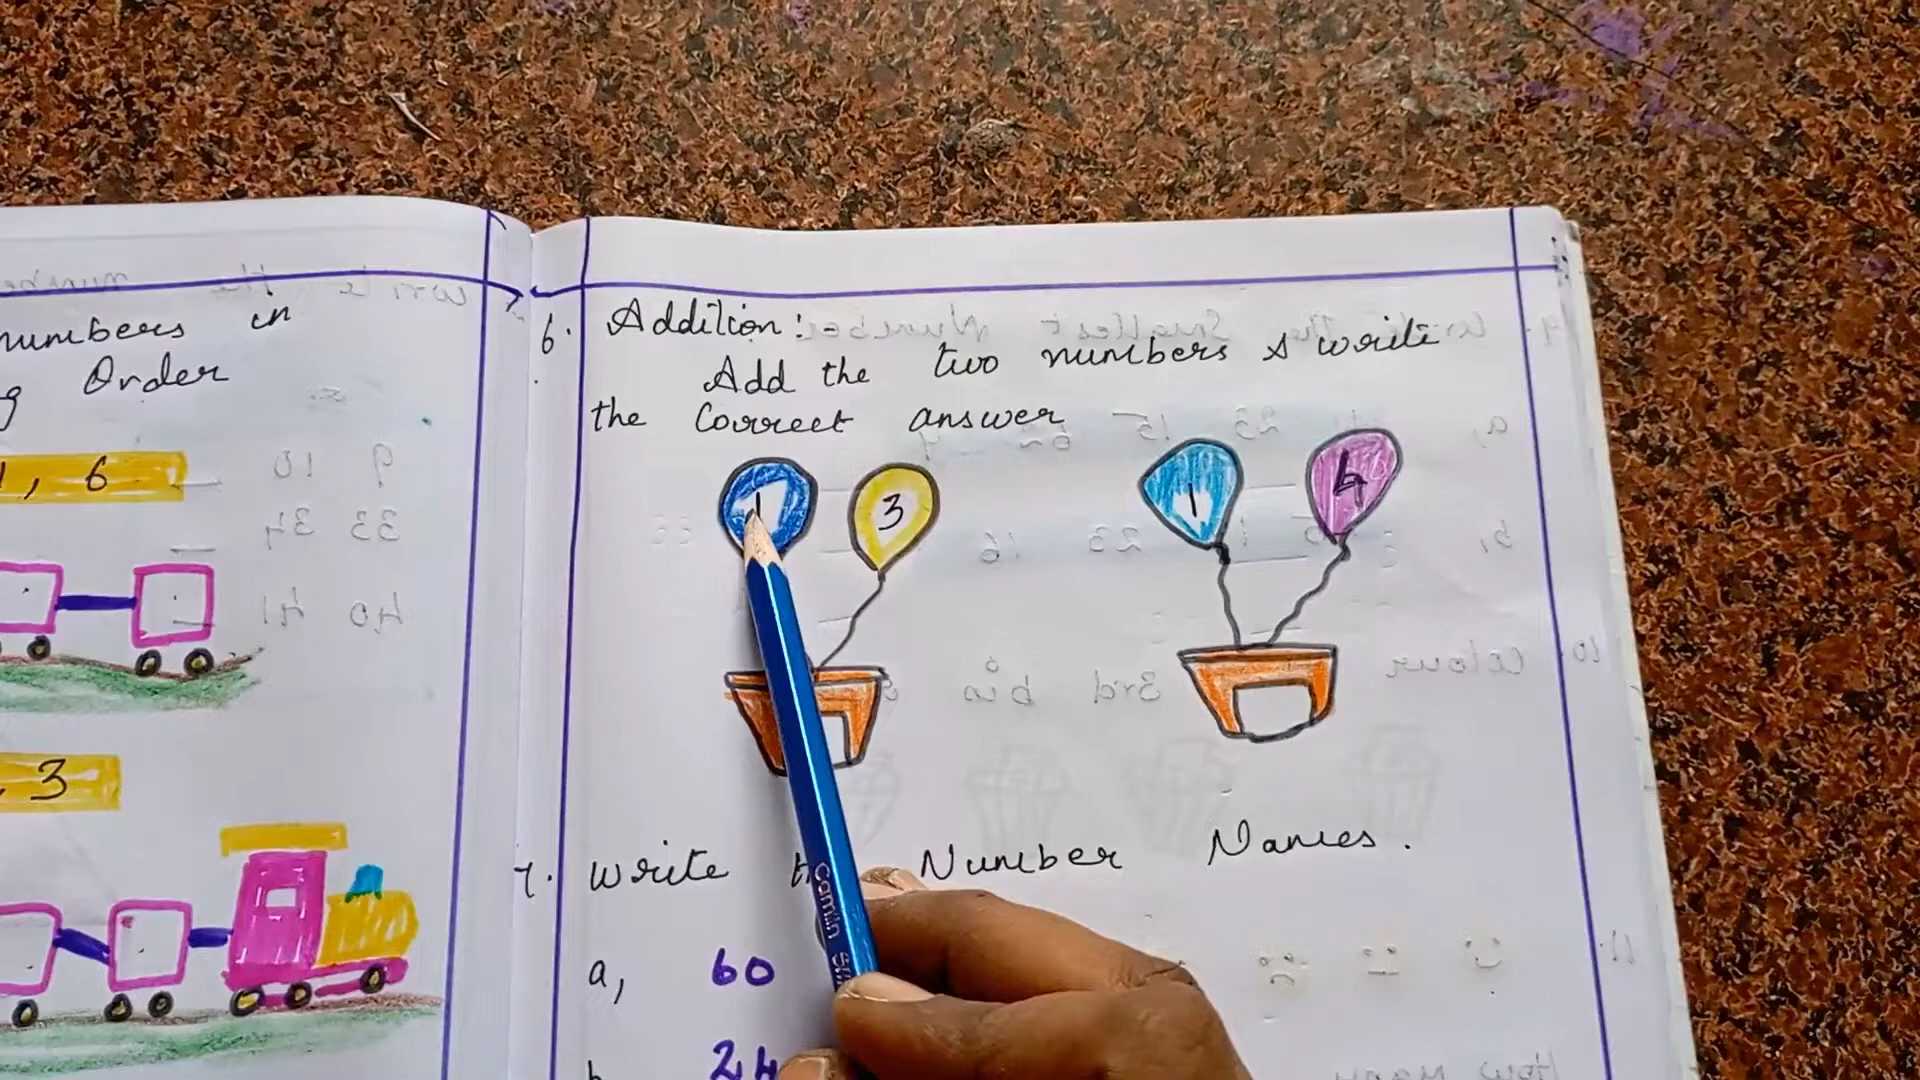 numbers in
Order
, 6
3
6. Addition:-
Add the two numbers & write
the Correct answer
1 3 1 4
7. Write Number Names.
a, 60
24
camlin